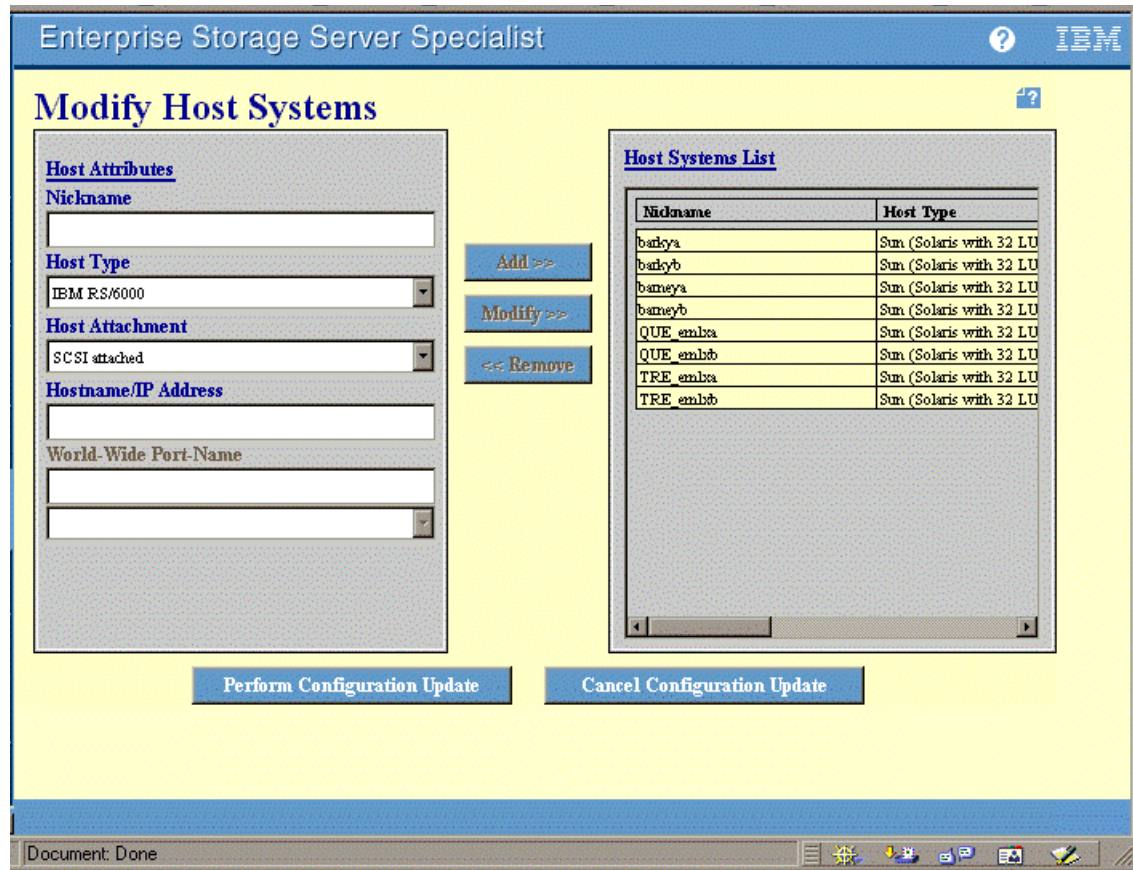 Enterprise Storage Server Specialist
?
IBM
Modify Host Systems
?
Host Attributes
Nickname
Host Type
IBM RS/6000
Host Attachment
SCSI attached
Hostname/IP Address
World-Wide Port-Name
Add >>
Modify >>
<< Remove
Host Systems List
Nickname Host Type
barkya Sun (Solaris with 32 LU
barkyb Sun (Solaris with 32 LU
barneya Sun (Solaris with 32 LU
barneyb Sun (Solaris with 32 LU
QUE_emlxa Sun (Solaris with 32 LU
QUE_emlxb Sun (Solaris with 32 LU
TRE_emlxa Sun (Solaris with 32 LU
TRE_emlxb Sun (Solaris with 32 LU
Perform Configuration Update
Cancel Configuration Update
Document: Done